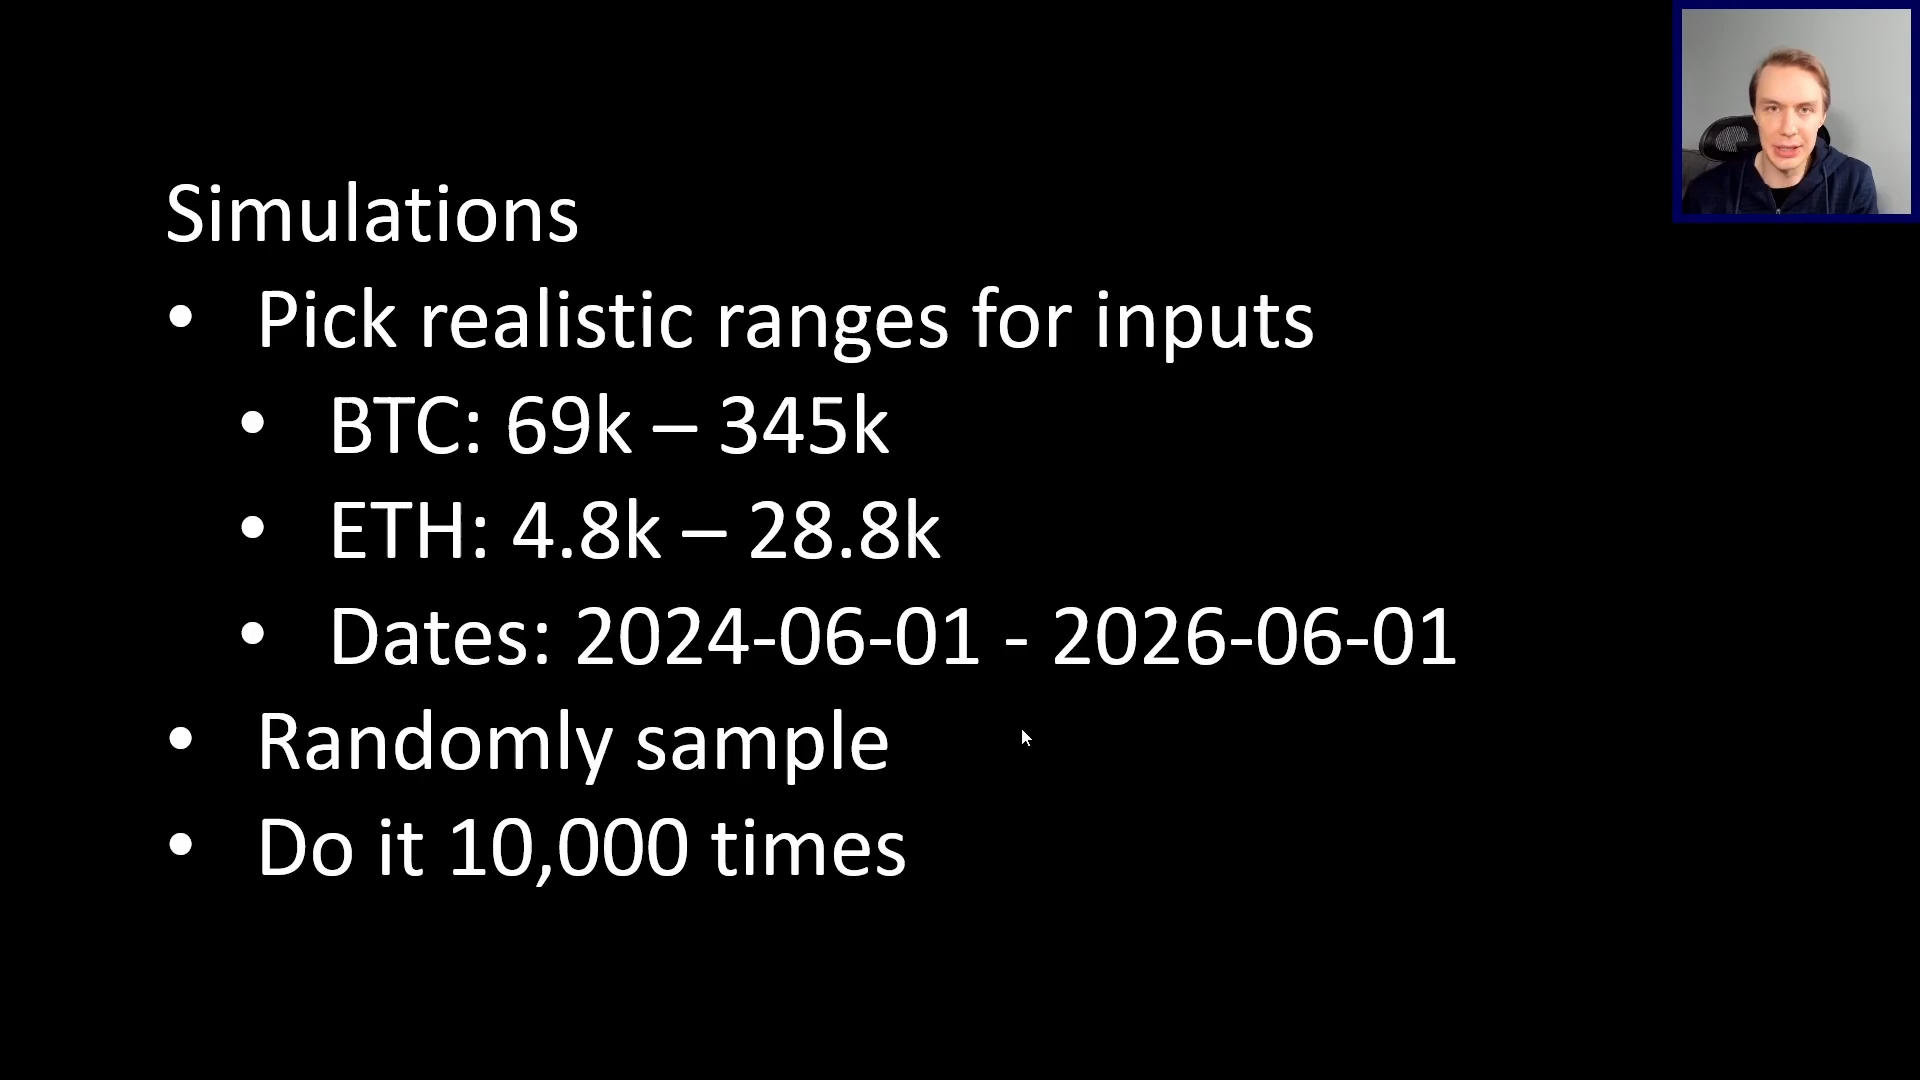 Simulations
• Pick realistic ranges for inputs
• BTC: 69k – 345k
• ETH: 4.8k – 28.8k
• Dates: 2024-06-01 - 2026-06-01
• Randomly sample
• Do it 10,000 times